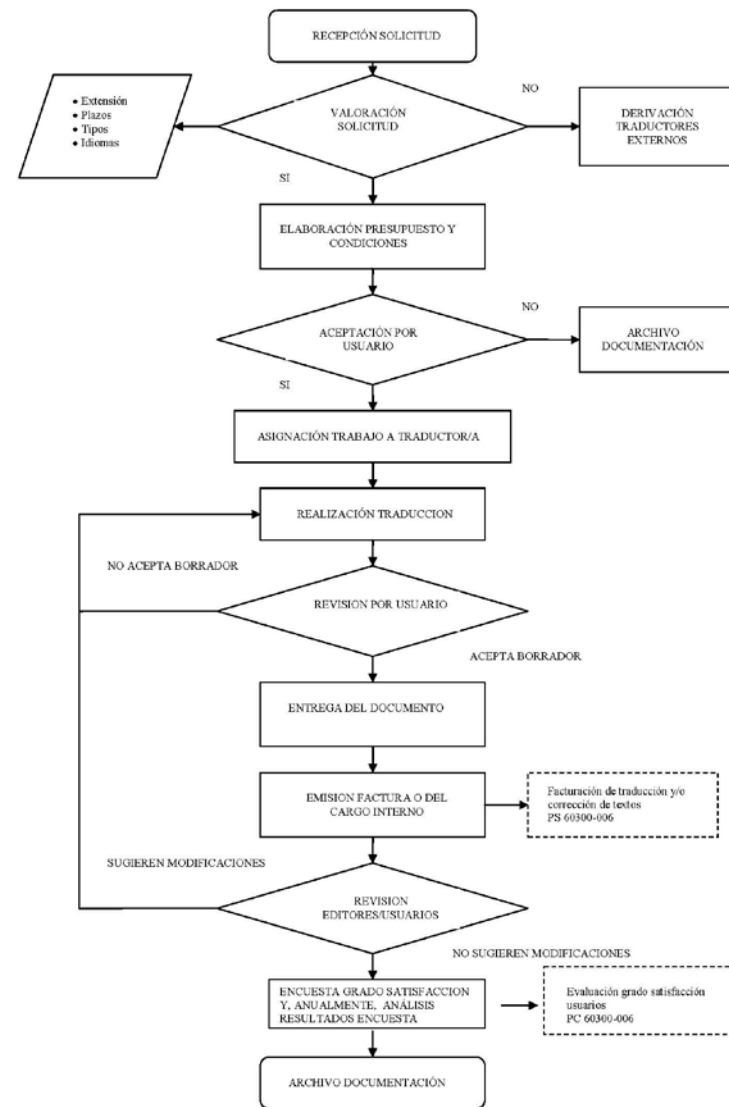 RECEPCIÓN SOLICITUD
• Extensión
• Plazos
• Tipos
• Idiomas
VALORACIÓN
SOLICITUD
NO
DERIVACIÓN
TRADUCTORES
EXTERNOS
SI
ELABORACIÓN PRESUPUESTO Y
CONDICIONES
NO
ACEPTACIÓN POR
USUARIO
ARCHIVO
DOCUMENTACIÓN
SI
ASIGNACIÓN TRABAJO A TRADUCTOR/A
REALIZACIÓN TRADUCCION
NO ACEPTA BORRADOR
REVISION POR USUARIO
ACEPTA BORRADOR
ENTREGA DEL DOCUMENTO
EMISION FACTURA O DEL
CARGO INTERNO
Facturación de traducción y/o
corrección de textos
PS 60300-006
SUGIEREN MODIFICACIONES
REVISION
EDITORES/USUARIOS
NO SUGIEREN MODIFICACIONES
ENCUESTA GRADO SATISFACCION
Y, ANUALMENTE, ANÁLISIS
RESULTADOS ENCUESTA
Evaluación grado satisfacción
usuarios
PC 60300-006
ARCHIVO DOCUMENTACIÓN